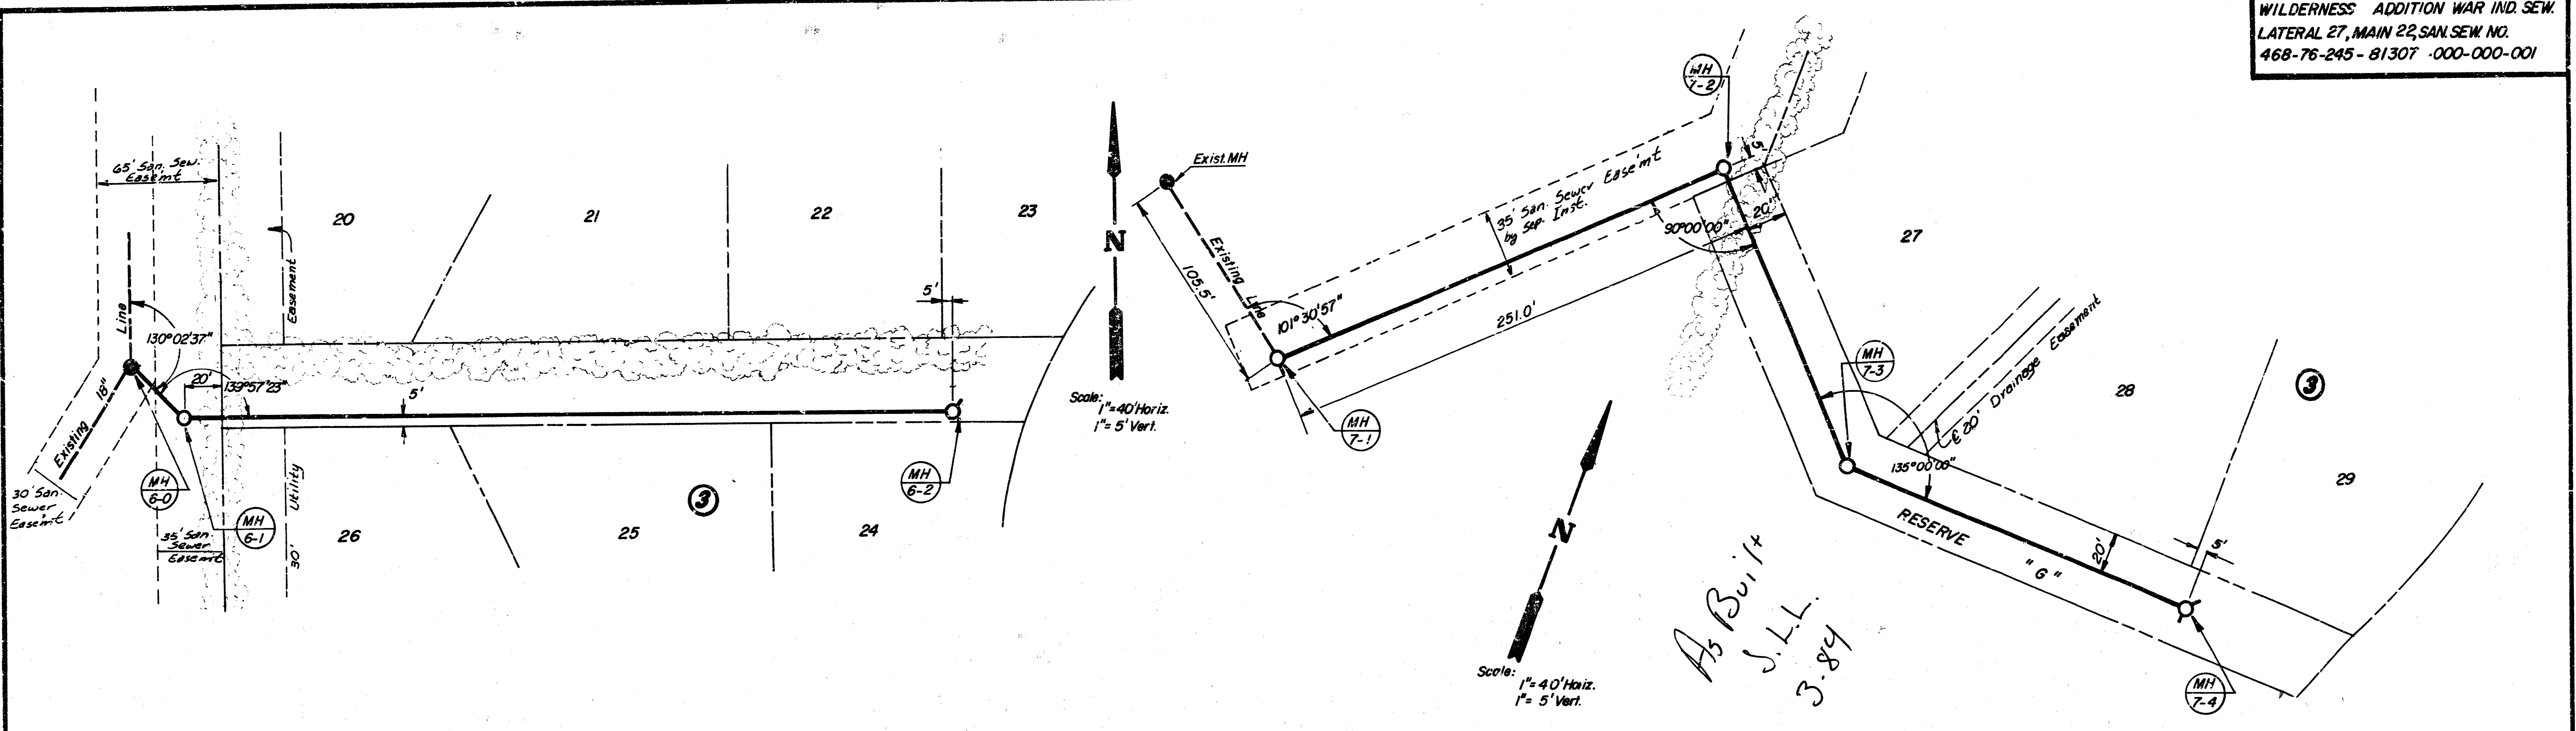 WILDERNESS ADDITION WAR IND. SEW.
LATERAL 27, MAIN 22, SAN. SEW. NO.
468-76-245-81307-000-000-001
65' San. Sew.
Easem't
Line
130°02'37"
20'
139°57'23"
18"
Existing
30' San.
Sewer
Easem't
MH
6-0
MH
6-1
35' San.
Sewer
Easem't
Easement
Utility
30'
20
21
22
23
5'
5'
26
25
24
3
MH
6-2
N
Scale:
1"=40' Horiz.
1"= 5' Vert.
Exist. MH
Existing Line
105.5'
101°30'57"
35' San. Sewer Easem't
by Sep. Inst.
251.0'
MH
7-1
MH
7-2
5'
20'
90°00'00"
27
MH
7-3
135°00'00"
℄ 20' Drainage Easement
28
3
29
RESERVE
"G"
20'
5'
MH
7-4
N
Scale:
1"=40' Horiz.
1"= 5' Vert.
As Built
S.L.L.
3-84